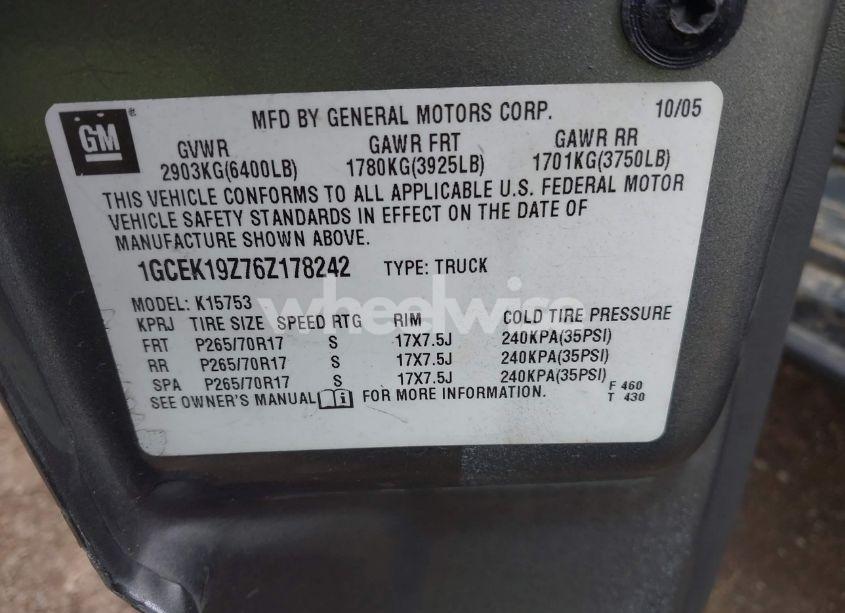 GM
MFD BY GENERAL MOTORS CORP. 10/05
GVWR GAWR FRT GAWR RR
2903KG(6400LB) 1780KG(3925LB) 1701KG(3750LB)
THIS VEHICLE CONFORMS TO ALL APPLICABLE U.S. FEDERAL MOTOR
VEHICLE SAFETY STANDARDS IN EFFECT ON THE DATE OF
MANUFACTURE SHOWN ABOVE.
1GCEK19Z76Z178242 TYPE: TRUCK
MODEL: K15753
KPRJ TIRE SIZE SPEED RTG RIM COLD TIRE PRESSURE
FRT P265/70R17 S 17X7.5J 240KPA(35PSI)
RR P265/70R17 S 17X7.5J 240KPA(35PSI)
SPA P265/70R17 S 17X7.5J 240KPA(35PSI)
SEE OWNER'S MANUAL i FOR MORE INFORMATION.
F 460
T 430
wheelwise